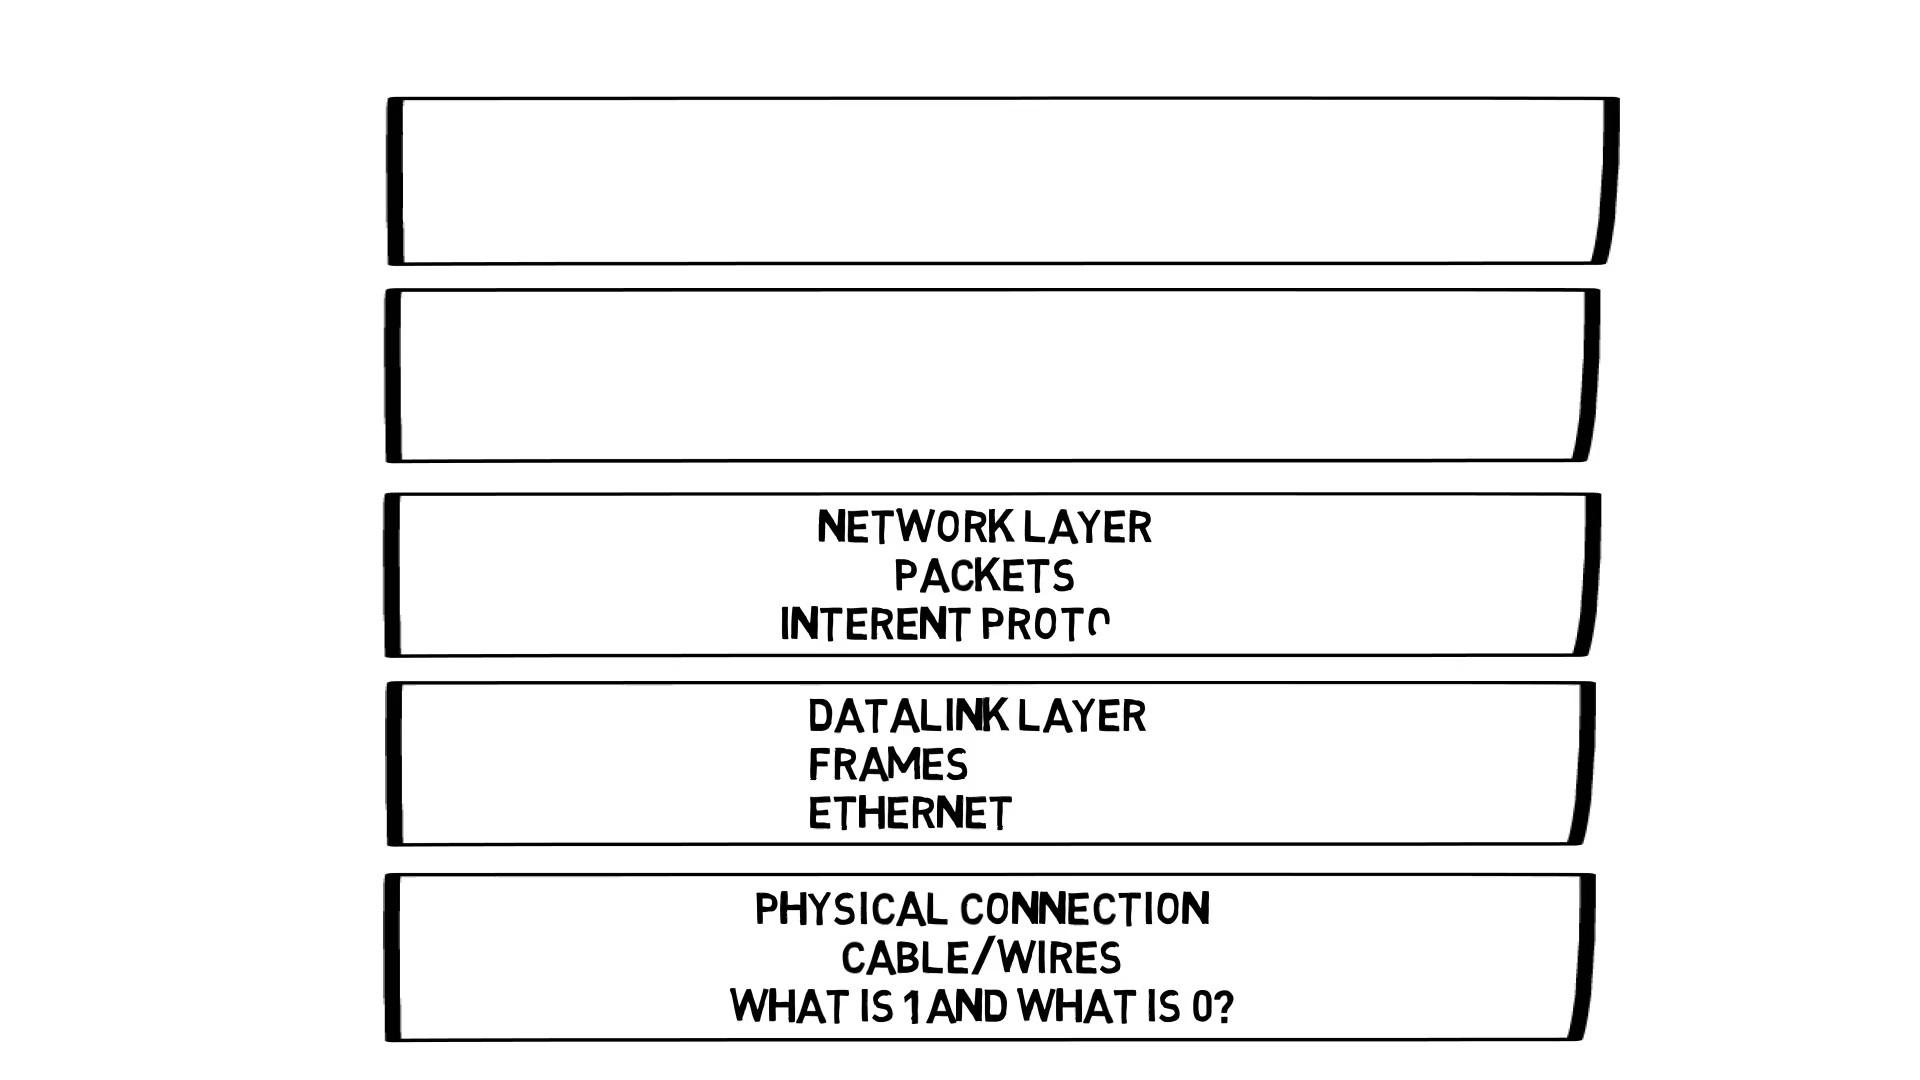 NETWORK LAYER
PACKETS
INTERENT PROTO
DATALINK LAYER
FRAMES
ETHERNET
PHYSICAL CONNECTION
CABLE/WIRES
WHAT IS 1 AND WHAT IS 0?